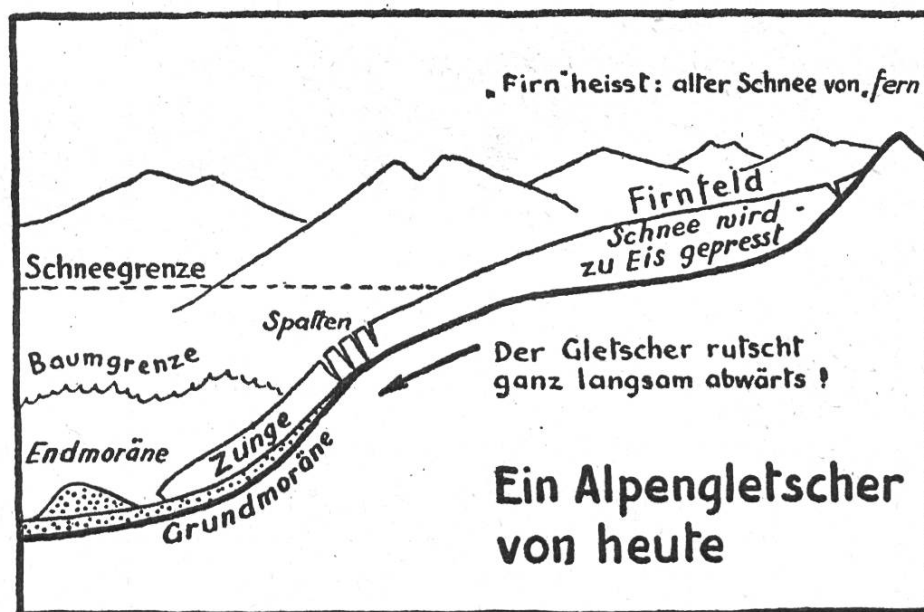 „Firn“ heisst: alter Schnee von „fern
Firnfeld
Schnee wird
zu Eis gepresst
Schneegrenze
Spalten
Baumgrenze
Der Gletscher rutscht
ganz langsam abwärts !
Zunge
Endmoräne
Grundmoräne
Ein Alpengletscher
von heute